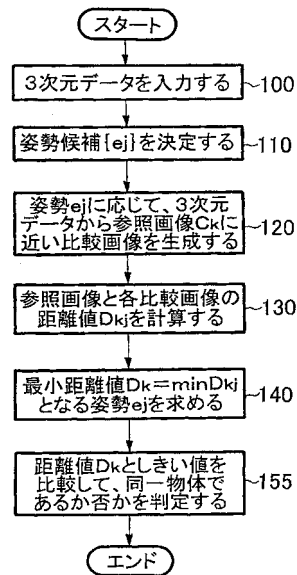 スタート
3次元データを入力する
100
姿勢候補{ej}を決定する
110
姿勢ejに応じて、3次元
データから参照画像Ckに
近い比較画像を生成する
120
参照画像と各比較画像の
距離値Dkjを計算する
130
最小距離値Dk=minDkj
となる姿勢ejを求める
140
距離値Dkとしきい値を
比較して、同一物体で
あるか否かを判定する
155
エンド